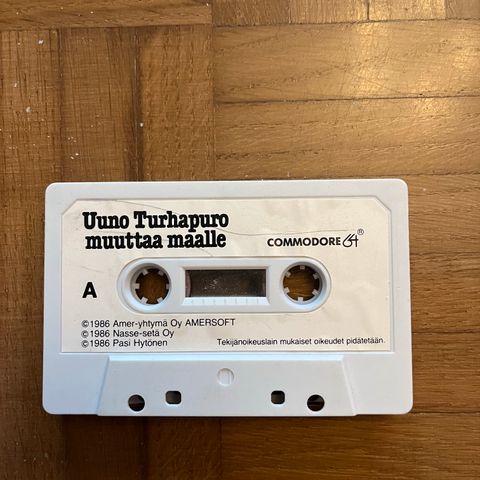 Uuno Turhapuro
muuttaa maalle
COMMODORE 64®
A
©1986 Amer-yhtymä Oy AMERSOFT
©1986 Nasse-setä Oy
©1986 Pasi Hytönen
Tekijänoikeuslain mukaiset oikeudet pidätetään.